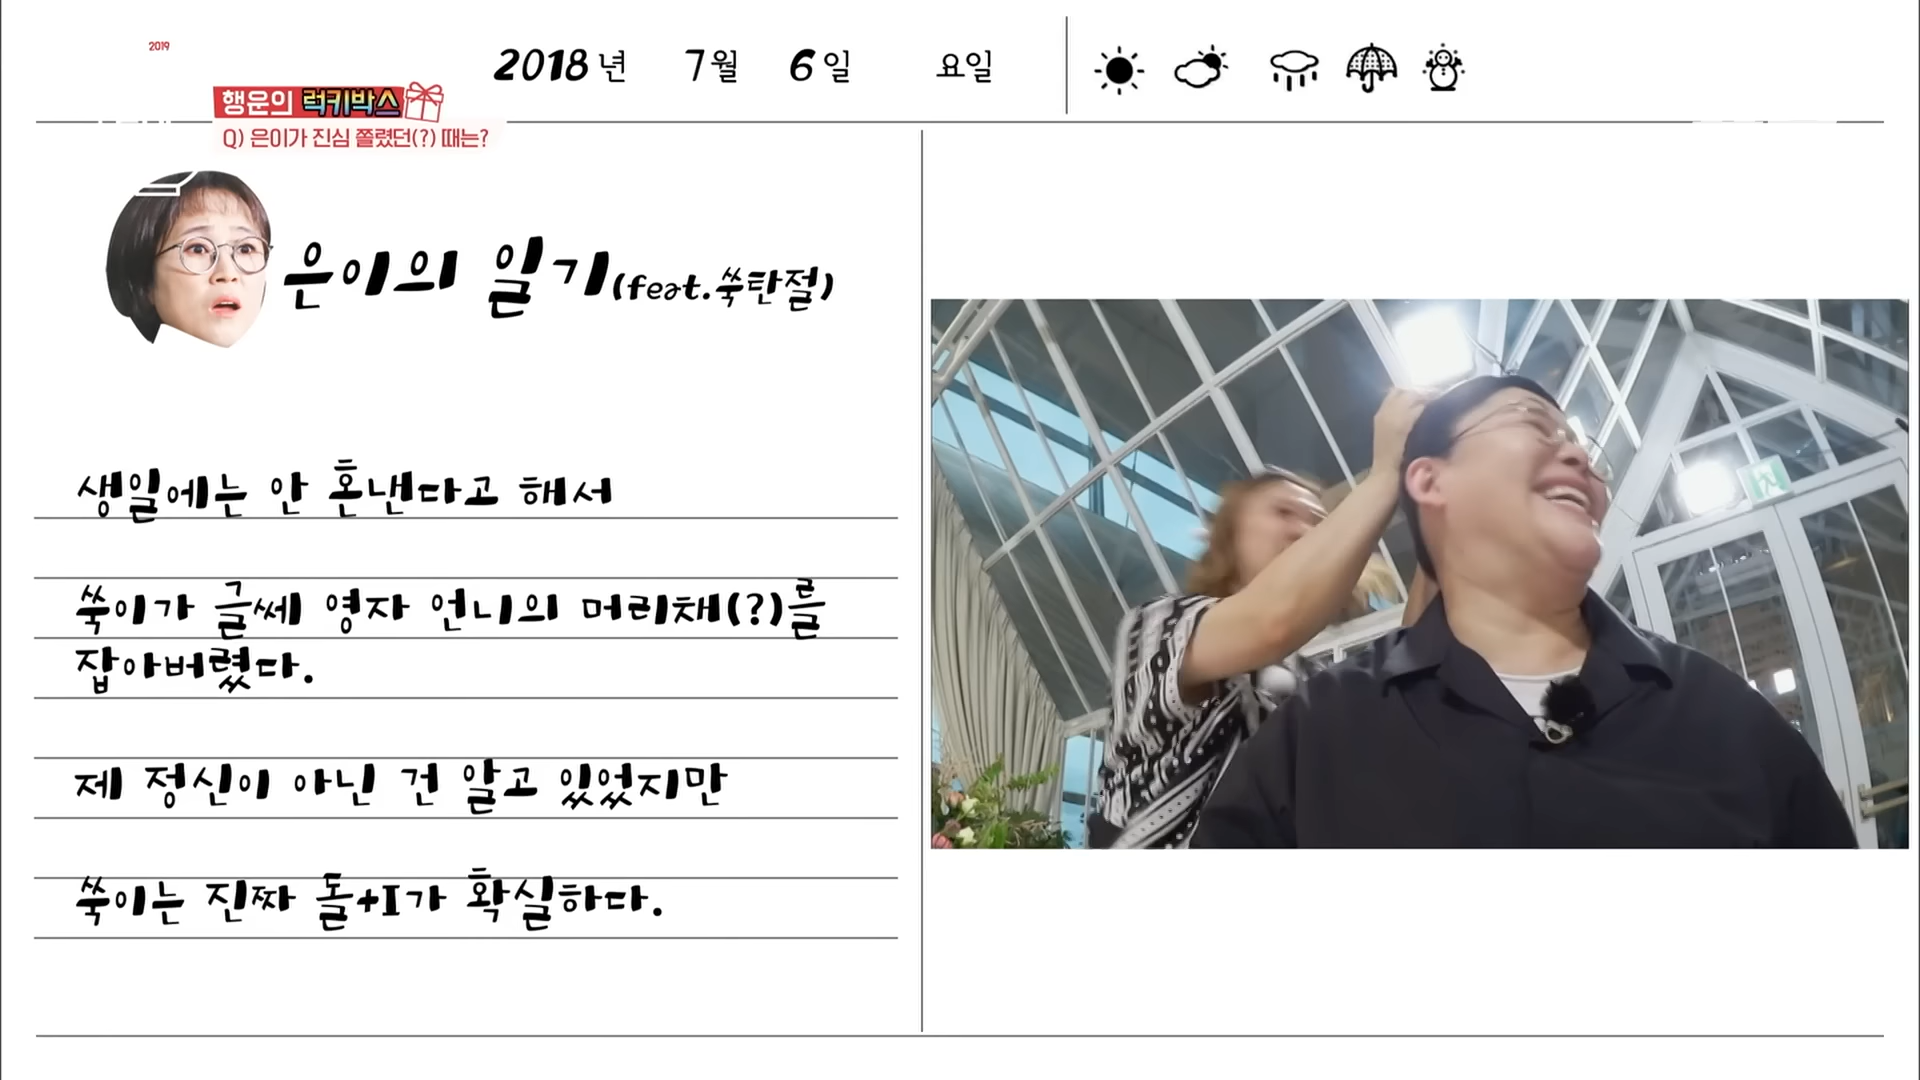 2019
2018년 7월 6일 요일
행운의 럭키박스
Q) 은이가 진심 쫄렸던(?) 때는?
은이의 일기(feat.쑥탄절)
생일에는 안 혼낸다고 해서
쑥이가 글쎄 영자 언니의 머리채(?)를
잡아버렸다.
제 정신이 아닌 건 알고 있었지만
쑥이는 진짜 돌+I가 확실하다.